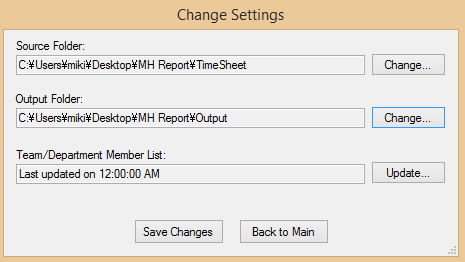 Change Settings
Source Folder:
C:¥Users¥miki¥Desktop¥MH Report¥TimeSheet
Change...
Output Folder:
C:¥Users¥miki¥Desktop¥MH Report¥Output
Change...
Team/Department Member List:
Last updated on 12:00:00 AM
Update...
Save Changes
Back to Main